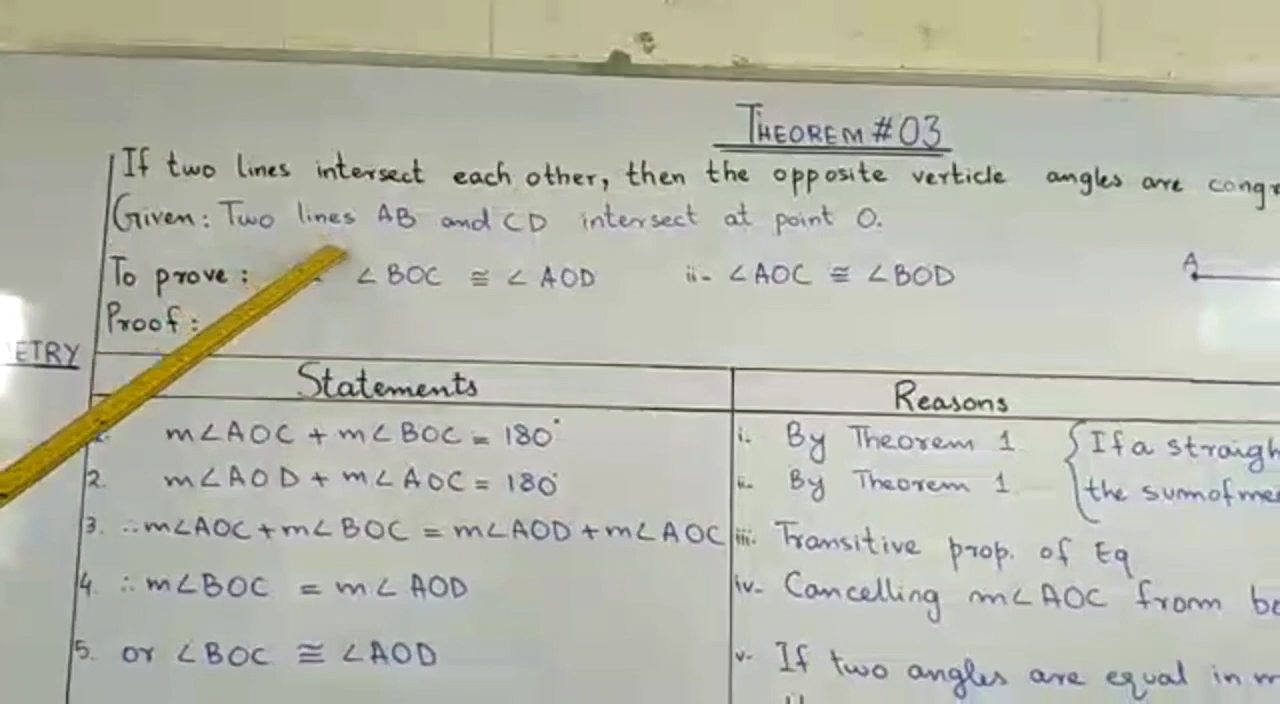 THEOREM #03
If two lines intersect each other, then the opposite verticle angles are
Given: Two lines AB and CD intersect at point O.
To prove: ∠BOC ≅ ∠AOD ii- ∠AOC ≅ ∠BOD
A
Proof:
ETRY
Statements Reasons
m∠AOC + m∠BOC = 180° i. By Theorem 1 If a
2. m∠AOD + m∠AOC = 180° ii. By Theorem 1. the sum of
3. ∴ m∠AOC + m∠BOC = m∠AOD + m∠AOC iii. Transitive prop. of Eq
4. ∴ m∠BOC = m∠AOD iv- Cancelling m∠AOC from
5. or ∠BOC ≅ ∠AOD v- If two angles are equal in